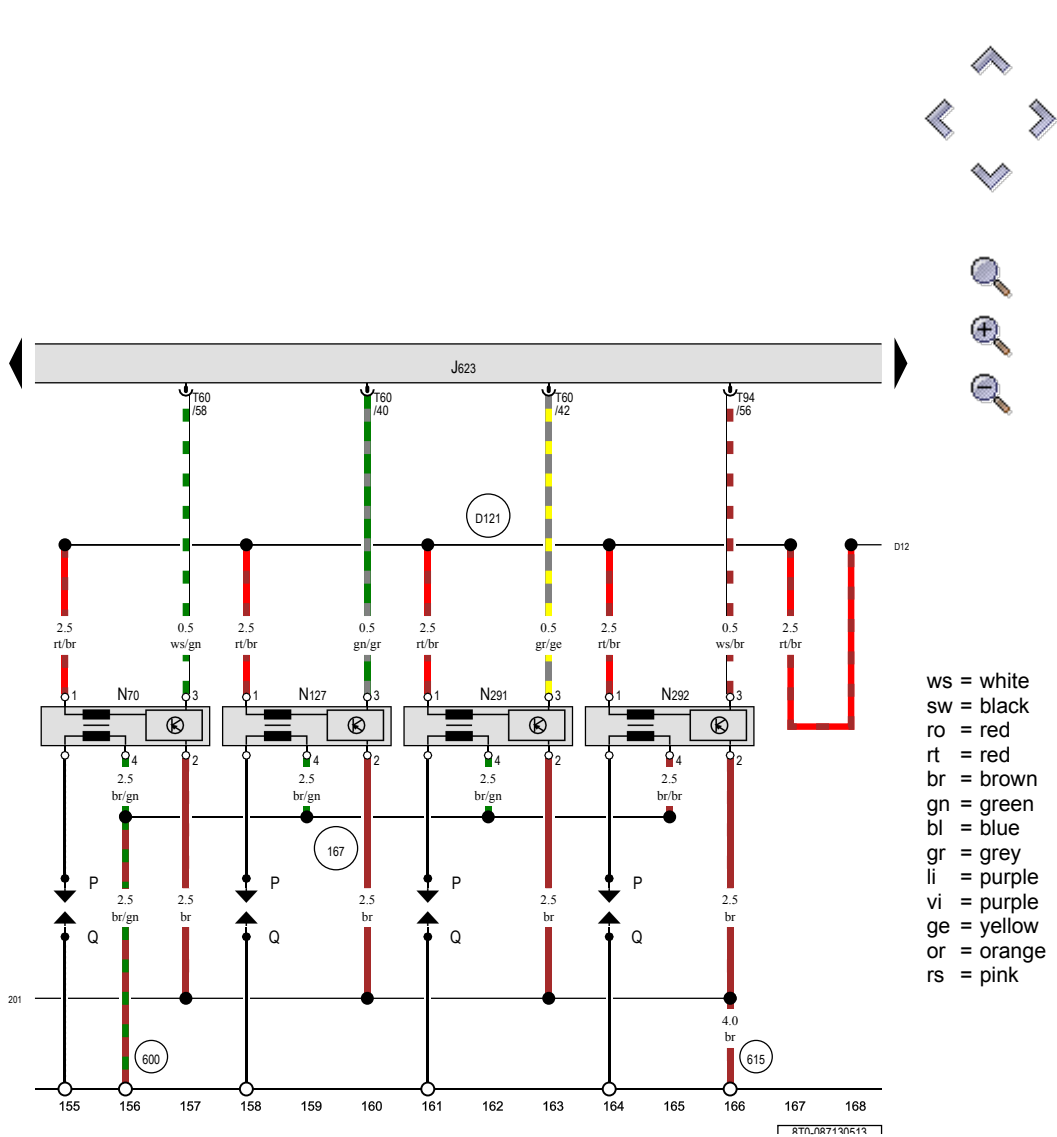 J623
T60 T60 T60 T94
/58 /40 /42 /56
D121
D12
2.5 0.5 2.5 0.5 2.5 0.5 2.5 0.5 2.5
rt/br ws/gn rt/br gn/gr rt/br gr/ge rt/br ws/br rt/br
1 N70 3 1 N127 3 1 N291 3 1 N292 3
4 2 4 2 4 2 4 2
2.5 2.5 2.5 2.5
br/gn br/gn br/gn br/br
167
P P P P
2.5 2.5 2.5 2.5 2.5
br/gn br br br br
Q Q Q Q
201
4.0
br
600 615
155 156 157 158 159 160 161 162 163 164 165 166 167 168
8T0-087130513
ws = white
sw = black
ro = red
rt = red
br = brown
gn = green
bl = blue
gr = grey
li = purple
vi = purple
ge = yellow
or = orange
rs = pink